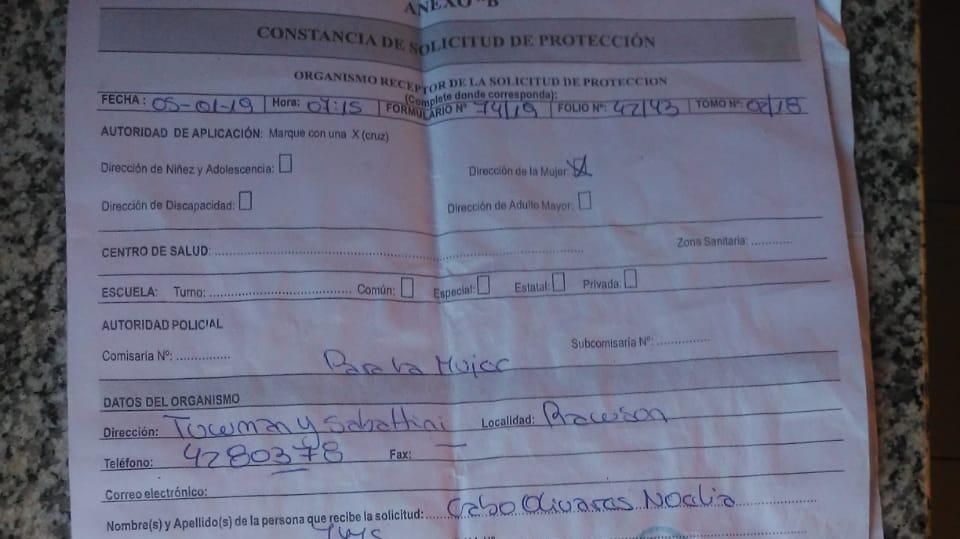 ANEXO "B"
CONSTANCIA DE SOLICITUD DE PROTECCIÓN
ORGANISMO RECEPTOR DE LA SOLICITUD DE PROTECCION
(Complete donde corresponda):
FECHA: 05-01-19 Hora: 07:15 FORMULARIO Nº 74/19 FOLIO Nº 42/43 TOMO Nº: 02/18
AUTORIDAD DE APLICACIÓN: Marque con una X (cruz)
Dirección de Niñez y Adolescencia: Dirección de la Mujer: X
Dirección de Discapacidad: Dirección de Adulto Mayor:
CENTRO DE SALUD: Zona Sanitaria:
ESCUELA: Turno: Común: Especial: Estatal: Privada:
AUTORIDAD POLICIAL
Comisaría Nº: Para la Mujer Subcomisaría Nº:
DATOS DEL ORGANISMO
Dirección: Tucuman y Sabattini Localidad: Rawson
Teléfono: 4280378 Fax: —
Correo electrónico:
Nombre(s) y Apellido(s) de la persona que recibe la solicitud: Cabo Olivares Noelia